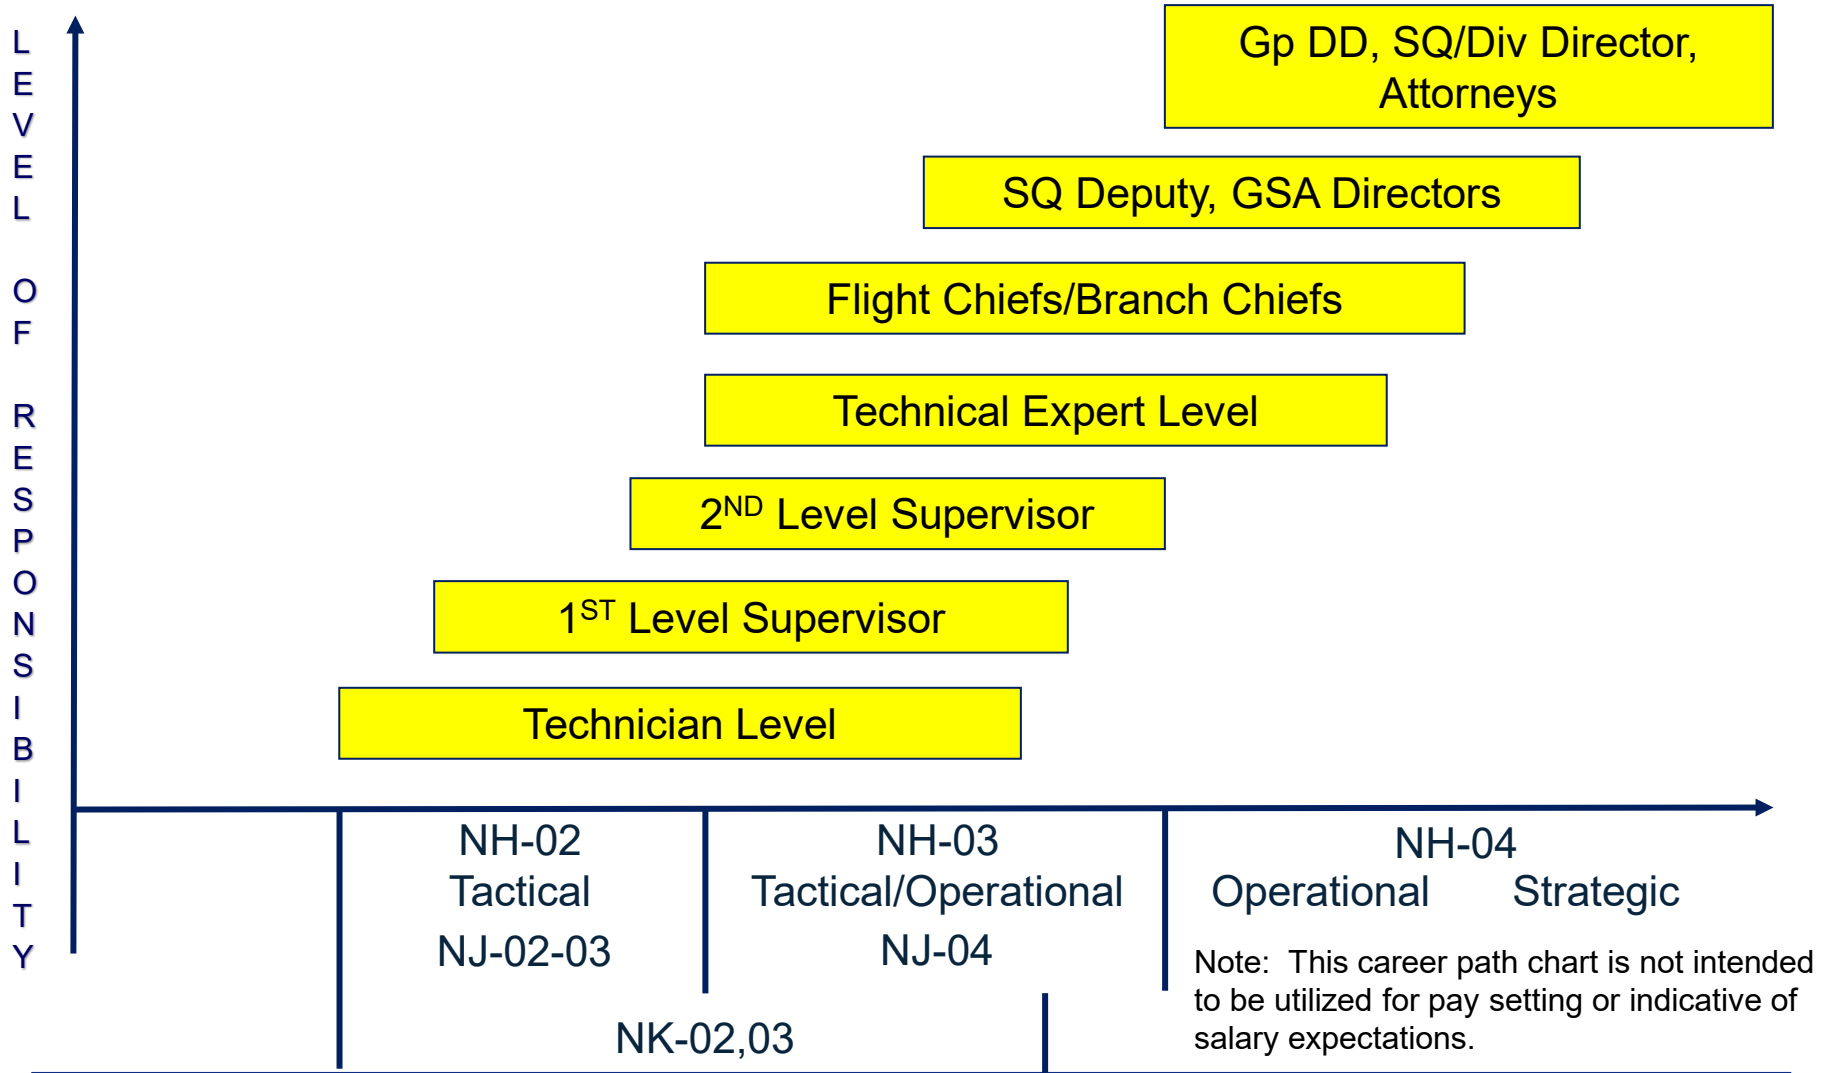 LEVEL OF RESPONSIBILITY
Gp DD, SQ/Div Director,
Attorneys
SQ Deputy, GSA Directors
Flight Chiefs/Branch Chiefs
Technical Expert Level
2ND Level Supervisor
1ST Level Supervisor
Technician Level
NH-02
Tactical
NJ-02-03
NH-03
Tactical/Operational
NJ-04
NH-04
Operational Strategic
NK-02,03
Note: This career path chart is not intended
to be utilized for pay setting or indicative of
salary expectations.